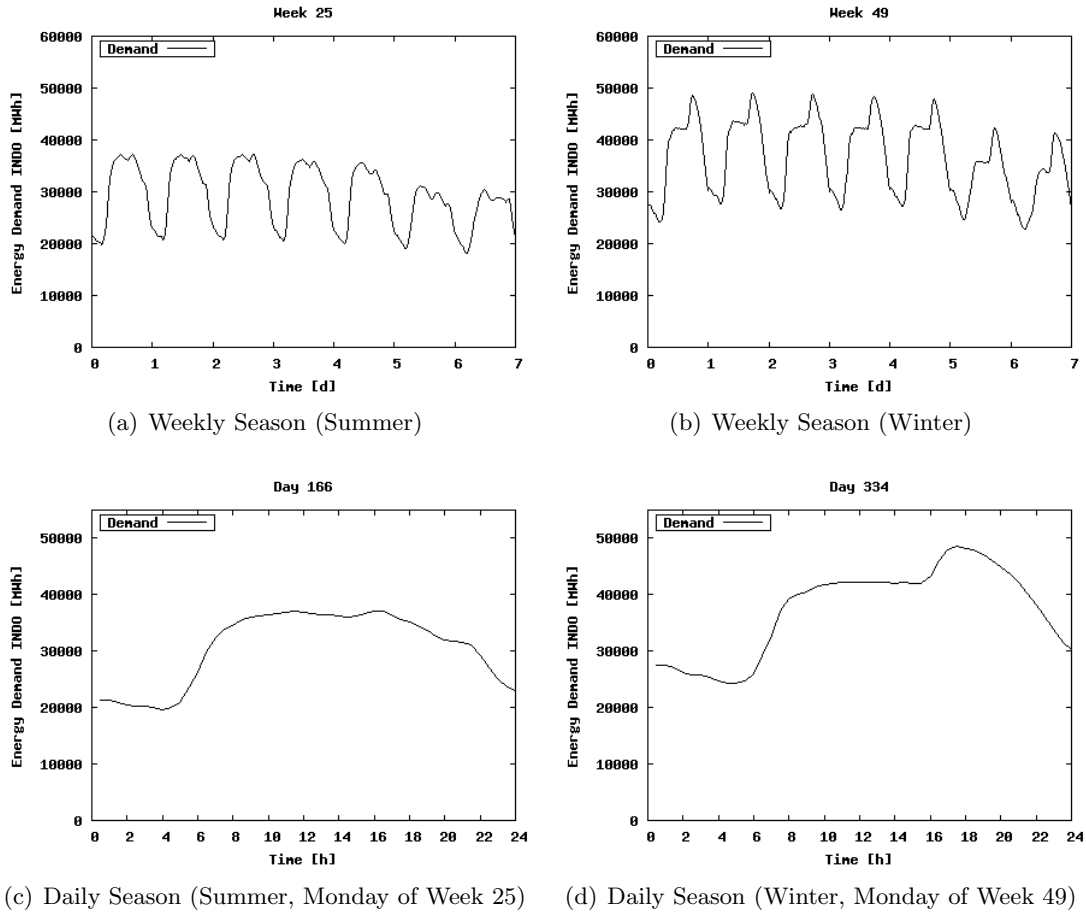 Week 25
60000
50000
40000
30000
20000
10000
0
Energy Demand INDO [MWh]
Demand
0 1 2 3 4 5 6 7
Time [d]
(a) Weekly Season (Summer)
Week 49
60000
50000
40000
30000
20000
10000
0
Energy Demand INDO [MWh]
Demand
0 1 2 3 4 5 6 7
Time [d]
(b) Weekly Season (Winter)
Day 166
50000
40000
30000
20000
10000
0
Energy Demand INDO [MWh]
Demand
0 2 4 6 8 10 12 14 16 18 20 22 24
Time [h]
(c) Daily Season (Summer, Monday of Week 25)
Day 334
50000
40000
30000
20000
10000
0
Energy Demand INDO [MWh]
Demand
0 2 4 6 8 10 12 14 16 18 20 22 24
Time [h]
(d) Daily Season (Winter, Monday of Week 49)